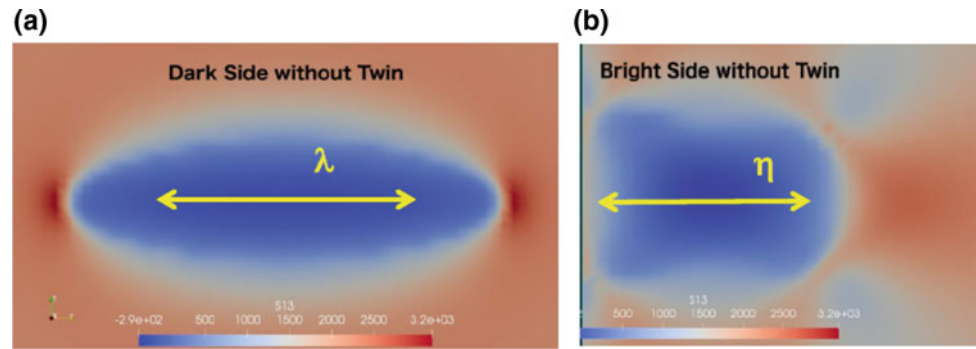 (a)
Dark Side without Twin
λ
S13
-2.9e+02 500 1000 1500 2000 2500 3.2e+03
(b)
Bright Side without Twin
η
S13
500 1000 1500 2000 2500 3.2e+03